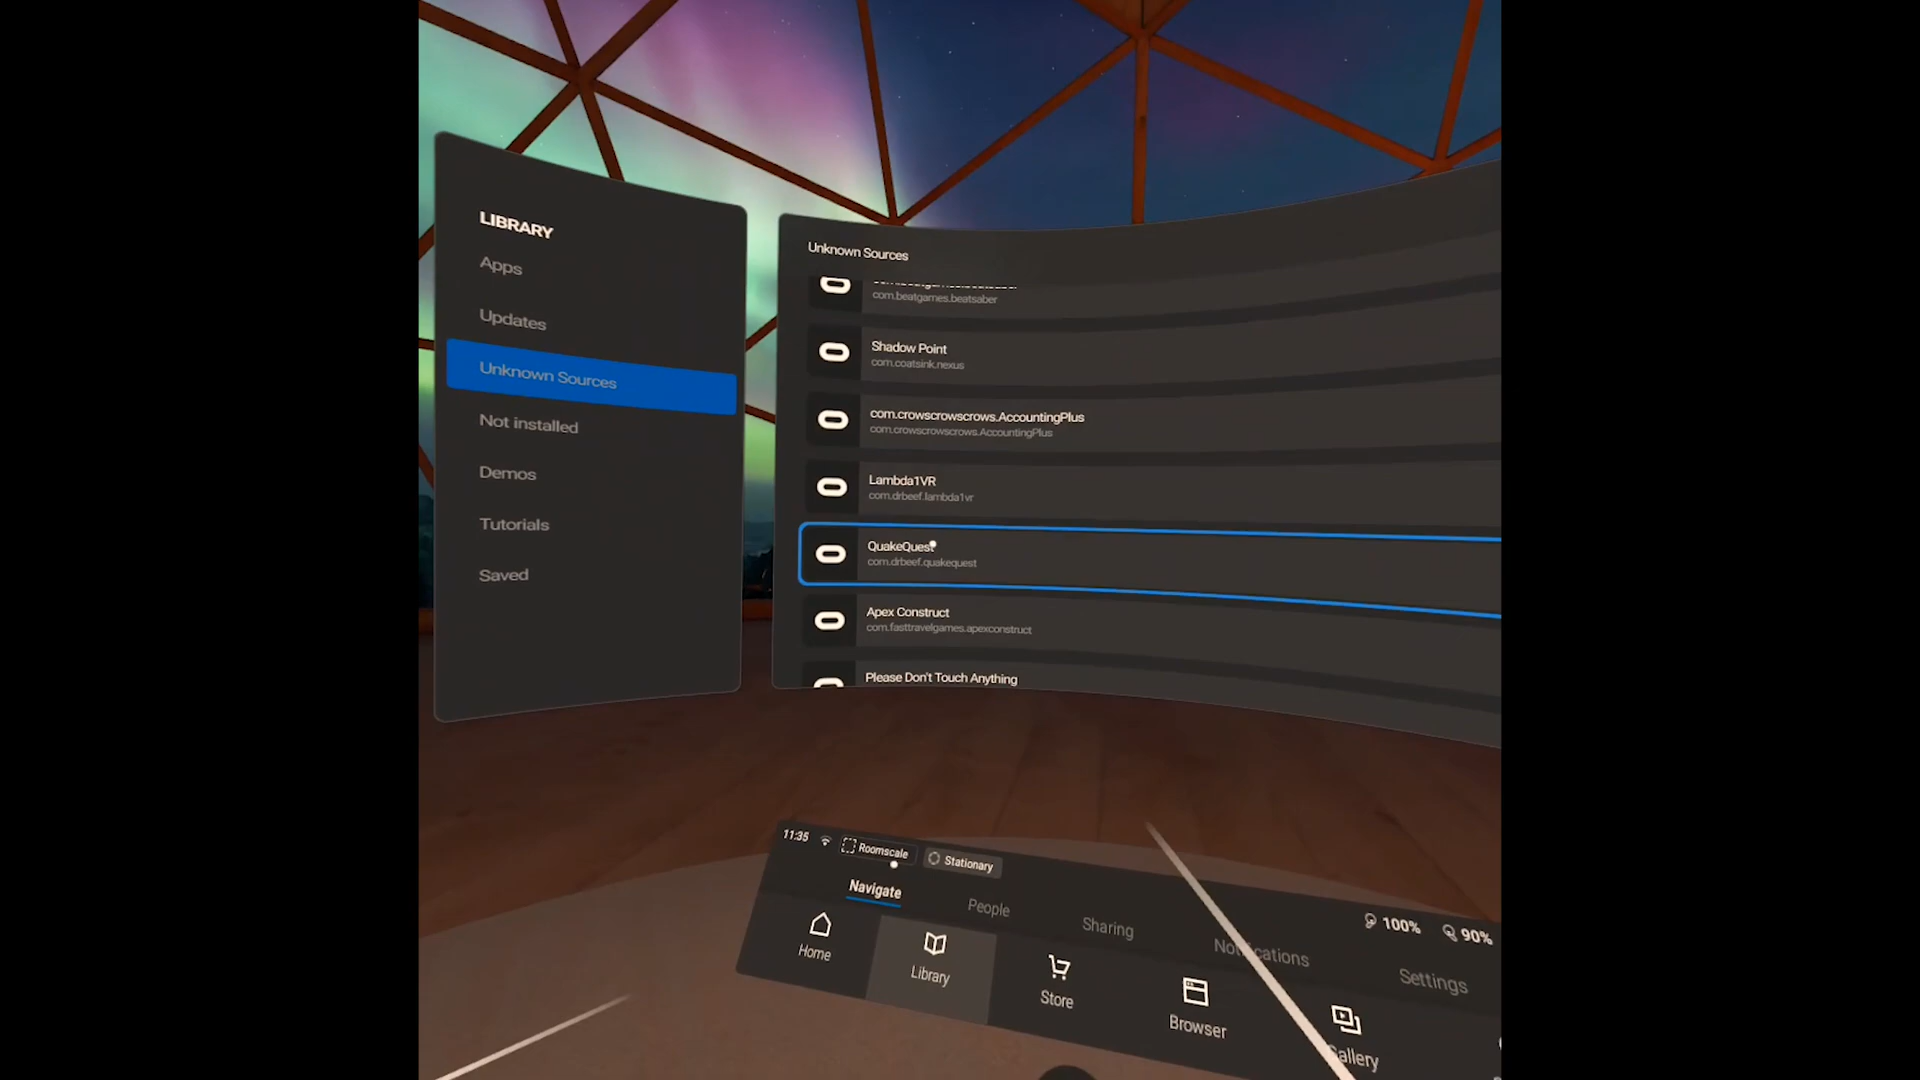 LIBRARY
Apps
Updates
Unknown Sources
Not installed
Demos
Tutorials
Saved
Unknown Sources
com.beatgames.beatsaber
Shadow Point
com.coatsink.nexus
com.crowscrowscrows.AccountingPlus
com.crowscrowscrows.AccountingPlus
Lambda1VR
com.drbeef.lambda1vr
QuakeQuest
com.drbeef.quakequest
Apex Construct
com.fasttravelgames.apexconstruct
Please Don't Touch Anything
11:35
Roomscale
Stationary
100%
90%
Navigate
People
Sharing
Notifications
Settings
Home
Library
Store
Browser
Gallery